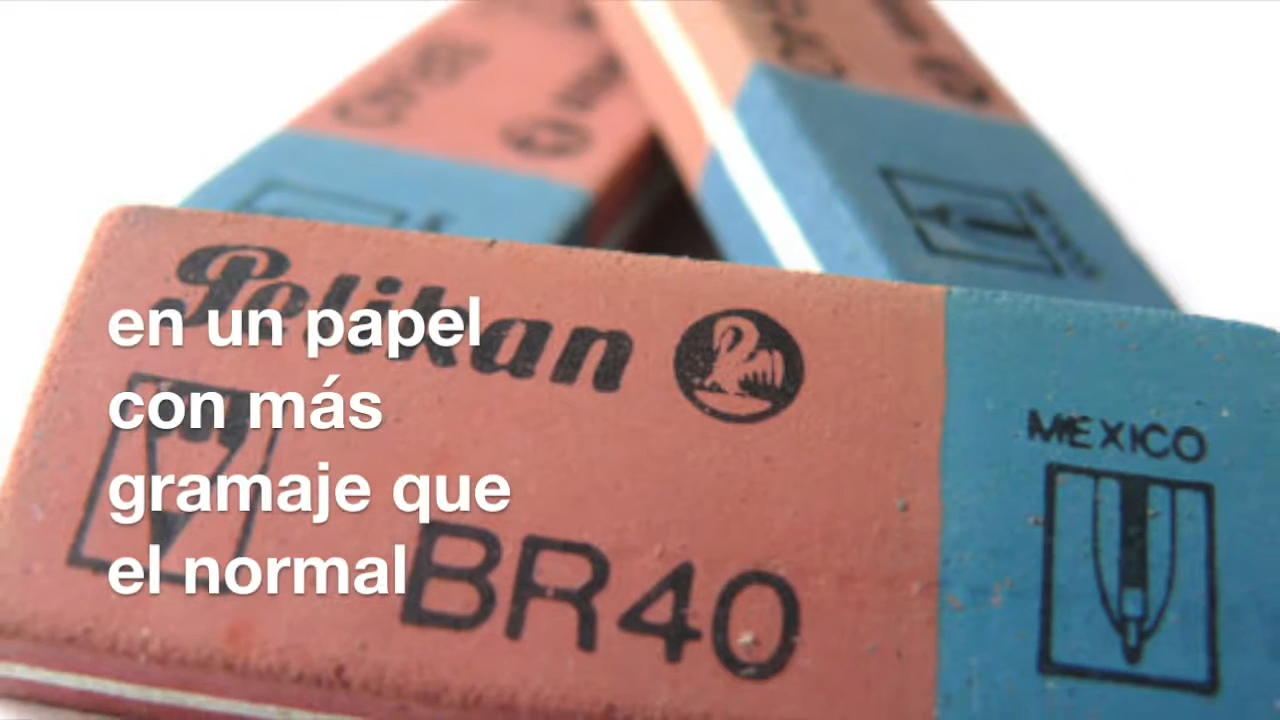 Pelikan
en un papel
con más
gramaje que
el normal
BR40
MEXICO